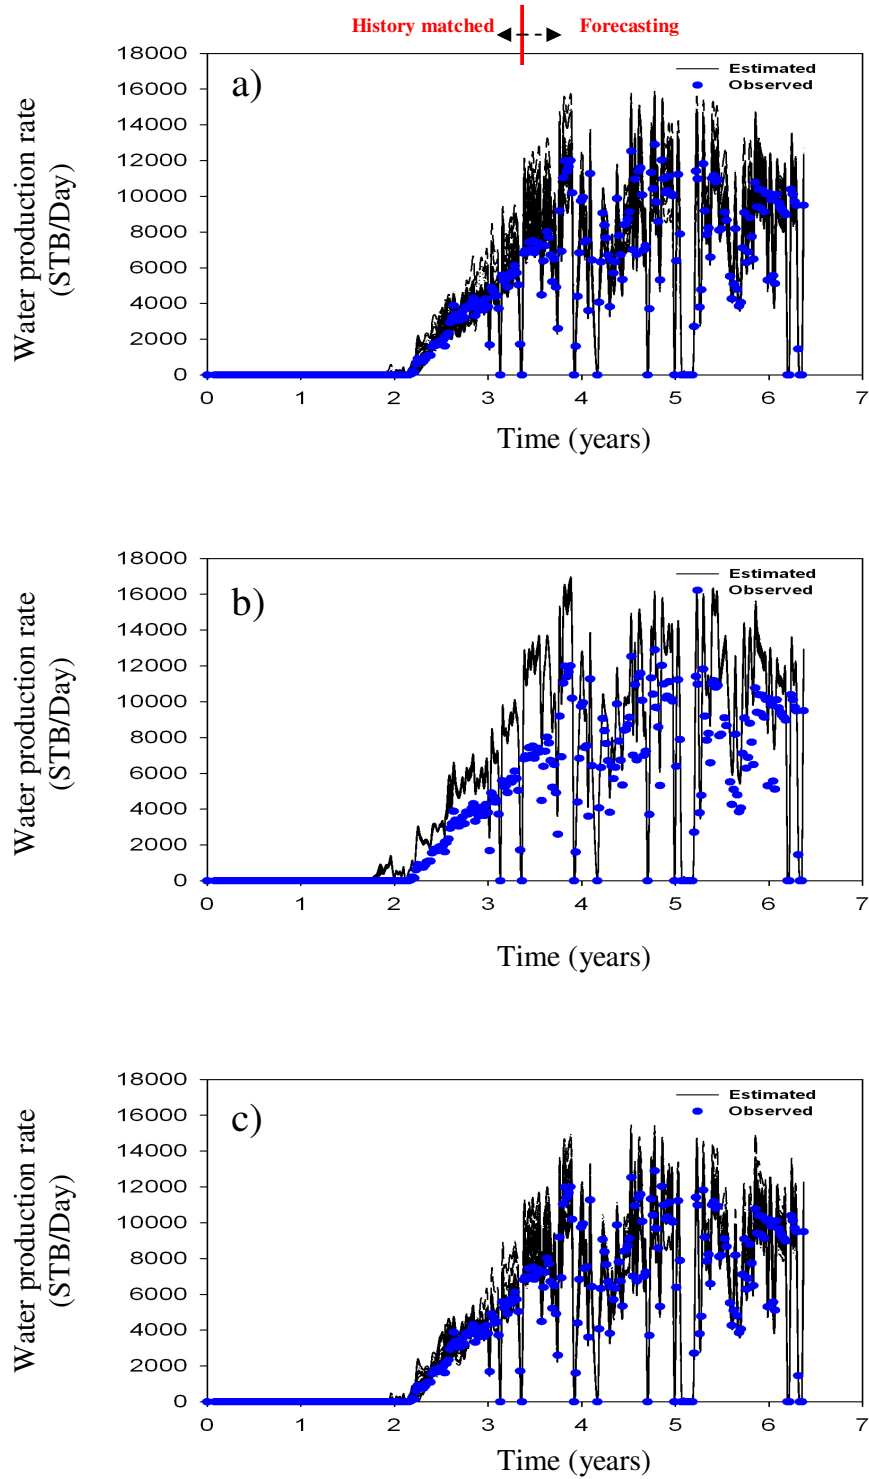 History matched Forecasting
a)
Estimated
Observed
Water production rate
(STB/Day)
18000
16000
14000
12000
10000
8000
6000
4000
2000
0
0 1 2 3 4 5 6 7
Time (years)
b)
Estimated
Observed
Water production rate
(STB/Day)
18000
16000
14000
12000
10000
8000
6000
4000
2000
0
0 1 2 3 4 5 6 7
Time (years)
c)
Estimated
Observed
Water production rate
(STB/Day)
18000
16000
14000
12000
10000
8000
6000
4000
2000
0
0 1 2 3 4 5 6 7
Time (years)